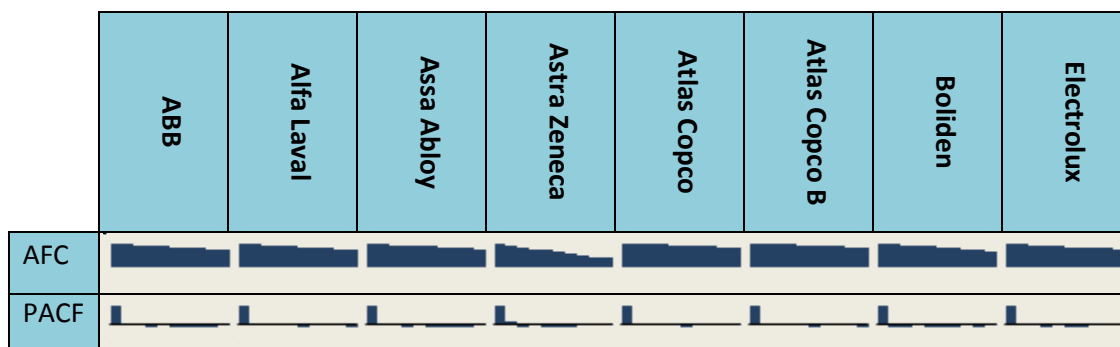 ABB
Alfa Laval
Assa Abloy
Astra Zeneca
Atlas Copco
Atlas Copco B
Boliden
Electrolux
AFC
PACF